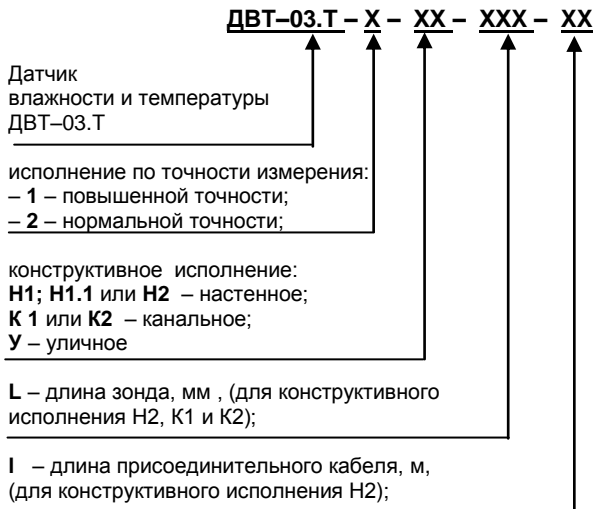 ДВТ–03.Т – Х – ХХ – ХХХ – ХХ
Датчик
влажности и температуры
ДВТ–03.Т
исполнение по точности измерения:
– 1 – повышенной точности;
– 2 – нормальной точности;
конструктивное исполнение:
Н1; Н1.1 или Н2 – настенное;
К 1 или К2 – канальное;
У – уличное
L – длина зонда, мм , (для конструктивного
исполнения Н2, К1 и К2);
l – длина присоединительного кабеля, м,
(для конструктивного исполнения Н2);